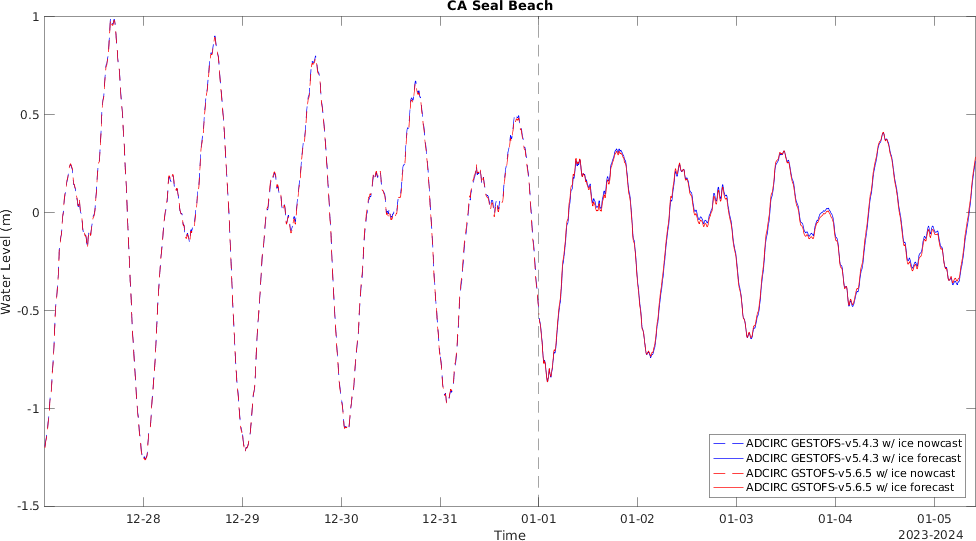 CA Seal Beach
1
0.5
0
-0.5
-1
-1.5
Water Level (m)
12-28
12-29
12-30
12-31
01-01
01-02
01-03
01-04
01-05
Time
2023-2024
ADCIRC GESTOFS-v5.4.3 w/ ice nowcast
ADCIRC GESTOFS-v5.4.3 w/ ice forecast
ADCIRC GSTOFS-v5.6.5 w/ ice nowcast
ADCIRC GSTOFS-v5.6.5 w/ ice forecast